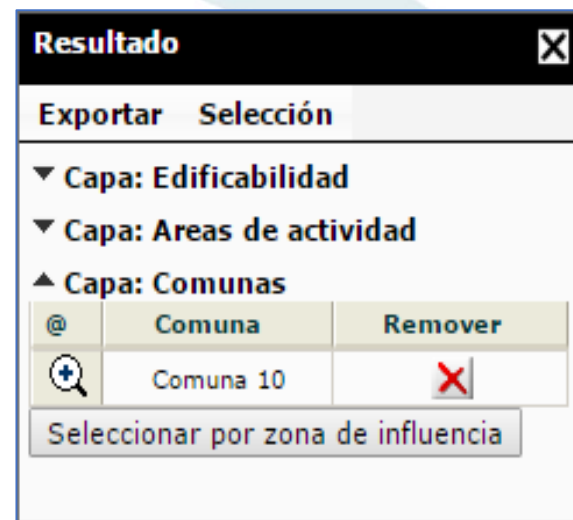 Resultado
Exportar Selección
Capa: Edificabilidad
Capa: Areas de actividad
Capa: Comunas
@ Comuna Remover
Comuna 10
Seleccionar por zona de influencia